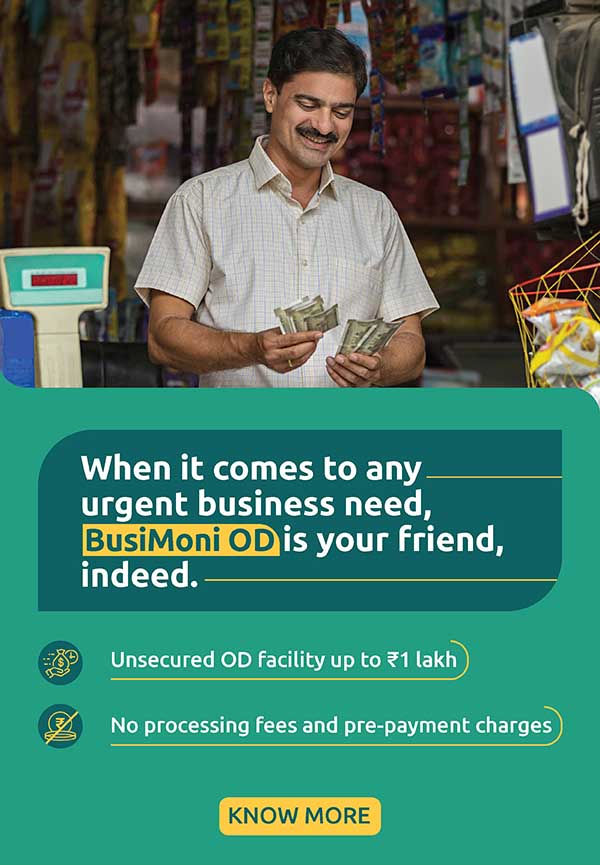 When it comes to any
urgent business need,
BusiMoni OD is your friend,
indeed.
Unsecured OD facility up to ₹1 lakh
No processing fees and pre-payment charges
KNOW MORE